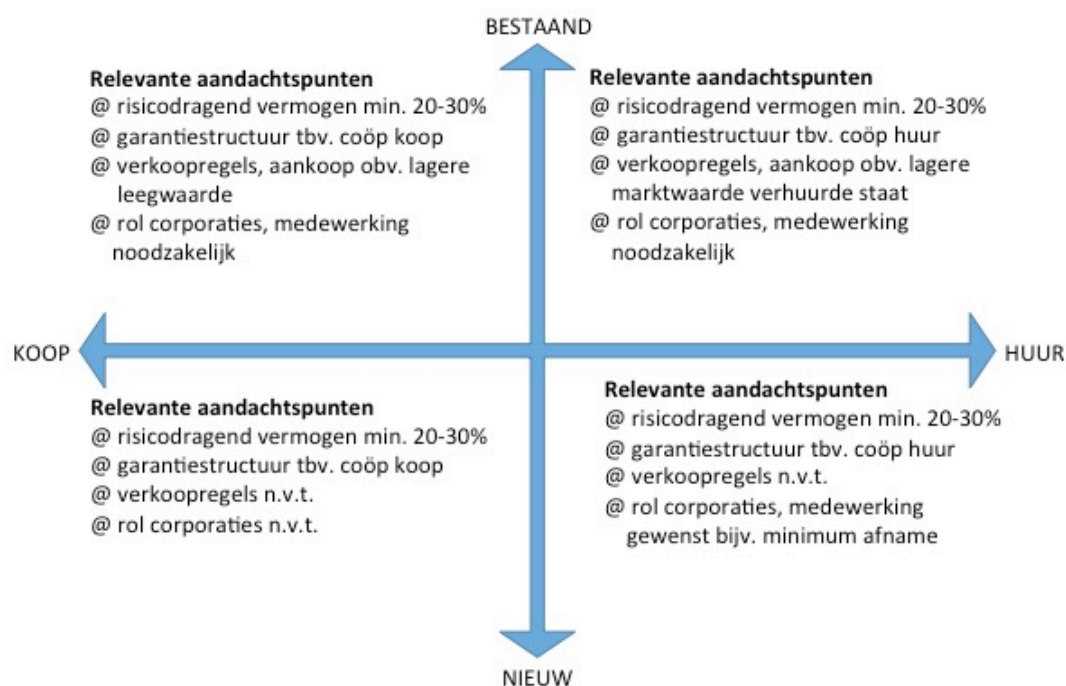 BESTAAND
Relevante aandachtspunten
@ risicodragend vermogen min. 20-30%
@ garantiestructuur tbv. coöp koop
@ verkoopregels, aankoop obv. lagere
leegwaarde
@ rol corporaties, medewerking
noodzakelijk
Relevante aandachtspunten
@ risicodragend vermogen min. 20-30%
@ garantiestructuur tbv. coöp huur
@ verkoopregels, aankoop obv. lagere
marktwaarde verhuurde staat
@ rol corporaties, medewerking
noodzakelijk
KOOP
HUUR
Relevante aandachtspunten
@ risicodragend vermogen min. 20-30%
@ garantiestructuur tbv. coöp koop
@ verkoopregels n.v.t.
@ rol corporaties n.v.t.
Relevante aandachtspunten
@ risicodragend vermogen min. 20-30%
@ garantiestructuur tbv. coöp huur
@ verkoopregels n.v.t.
@ rol corporaties, medewerking
gewenst bijv. minimum afname
NIEUW